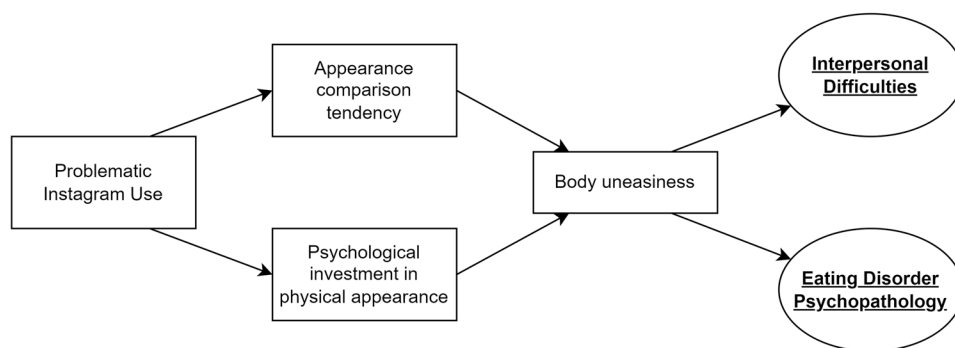 Problematic
Instagram Use
Appearance
comparison
tendency
Psychological
investment in
physical appearance
Body uneasiness
Interpersonal
Difficulties
Eating Disorder
Psychopathology